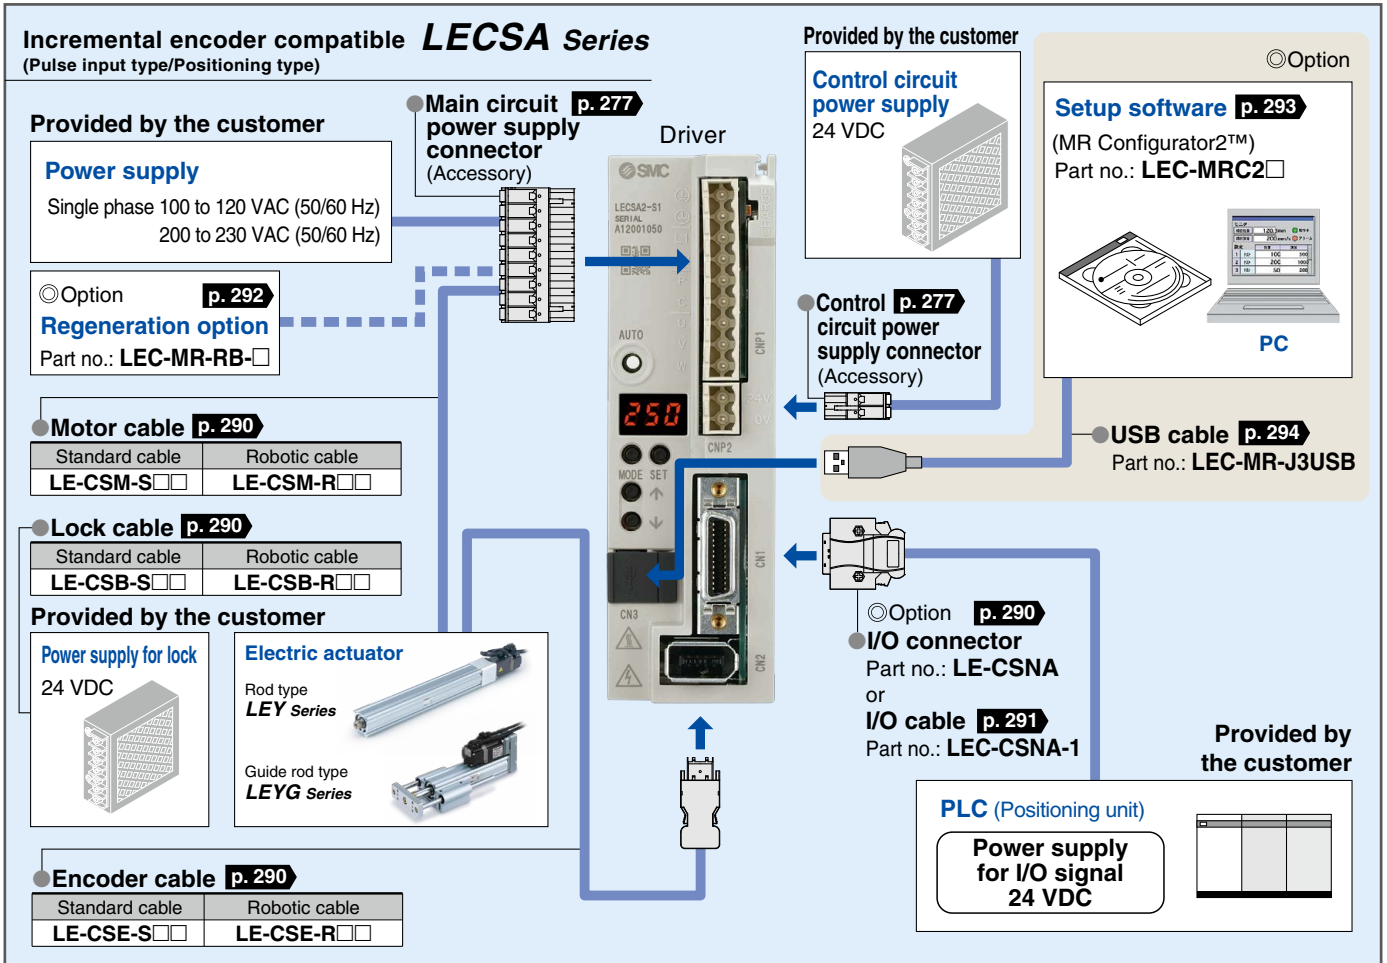 Incremental encoder compatible LECSA Series
(Pulse input type/Positioning type)
Provided by the customer
Power supply
Single phase 100 to 120 VAC (50/60 Hz)
200 to 230 VAC (50/60 Hz)
◎Option p. 292
Regeneration option
Part no.: LEC-MR-RB-□
Main circuit p. 277
power supply
connector
(Accessory)
Driver
SMC
LECSA2-S1
SERIAL
A12001050
AUTO
250
MODE SET
CNP1
24V
0V
CNP2
CN1
CN3
CN2
Provided by the customer
Control circuit
power supply
24 VDC
Control p. 277
circuit power
supply connector
(Accessory)
◎Option
Setup software p. 293
(MR Configurator2™)
Part no.: LEC-MRC2□
PC
USB cable p. 294
Part no.: LEC-MR-J3USB
Motor cable p. 290
Standard cable Robotic cable
LE-CSM-S□□ LE-CSM-R□□
Lock cable p. 290
Standard cable Robotic cable
LE-CSB-S□□ LE-CSB-R□□
Provided by the customer
Power supply for lock
24 VDC
Electric actuator
Rod type
LEY Series
Guide rod type
LEYG Series
Encoder cable p. 290
Standard cable Robotic cable
LE-CSE-S□□ LE-CSE-R□□
◎Option p. 290
I/O connector
Part no.: LE-CSNA
or
I/O cable p. 291
Part no.: LEC-CSNA-1
Provided by
the customer
PLC (Positioning unit)
Power supply
for I/O signal
24 VDC